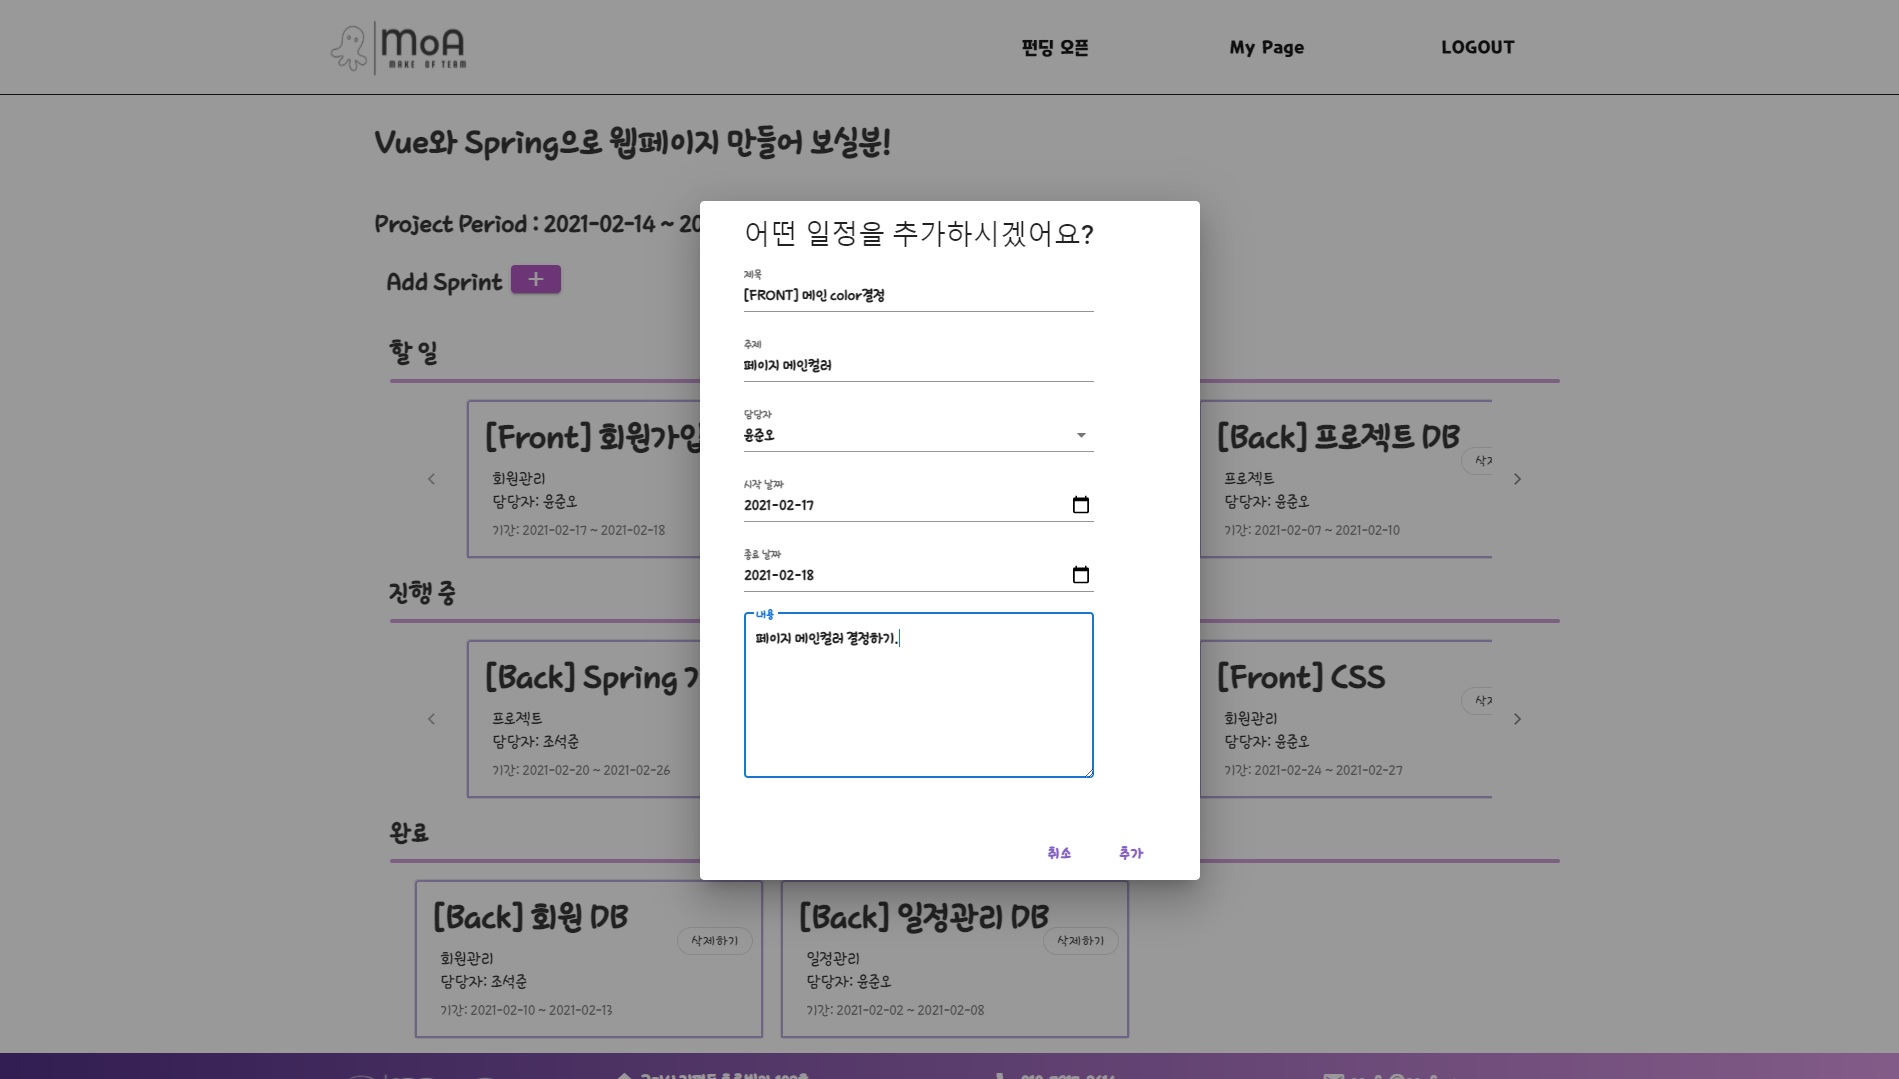 MoA
MAKE OF TEAM
펀딩 오픈
My Page
LOGOUT
Vue와 Spring으로 웹페이지 만들어 보실분!
Project Period : 2021-02-14 ~ 20
Add Sprint +
어떤 일정을 추가하시겠어요?
제목
[FRONT] 메인 color결정
주제
페이지 메인컬러
담당자
윤준오
시작 날짜
2021-02-17
종료 날짜
2021-02-18
내용
페이지 메인컬러 결정하기.
취소
추가
할 일
[Front] 회원가입
회원관리
담당자: 윤준오
기간: 2021-02-17 ~ 2021-02-18
[Back] 프로젝트 DB
프로젝트
담당자: 윤준오
기간: 2021-02-07 ~ 2021-02-10
진행 중
[Back] Spring
프로젝트
담당자: 조석준
기간: 2021-02-20 ~ 2021-02-26
[Front] CSS
회원관리
담당자: 윤준오
기간: 2021-02-24 ~ 2021-02-27
완료
[Back] 회원 DB
삭제하기
회원관리
담당자: 조석준
기간: 2021-02-10 ~ 2021-02-13
[Back] 일정관리 DB
삭제하기
일정관리
담당자: 윤준오
기간: 2021-02-02 ~ 2021-02-08